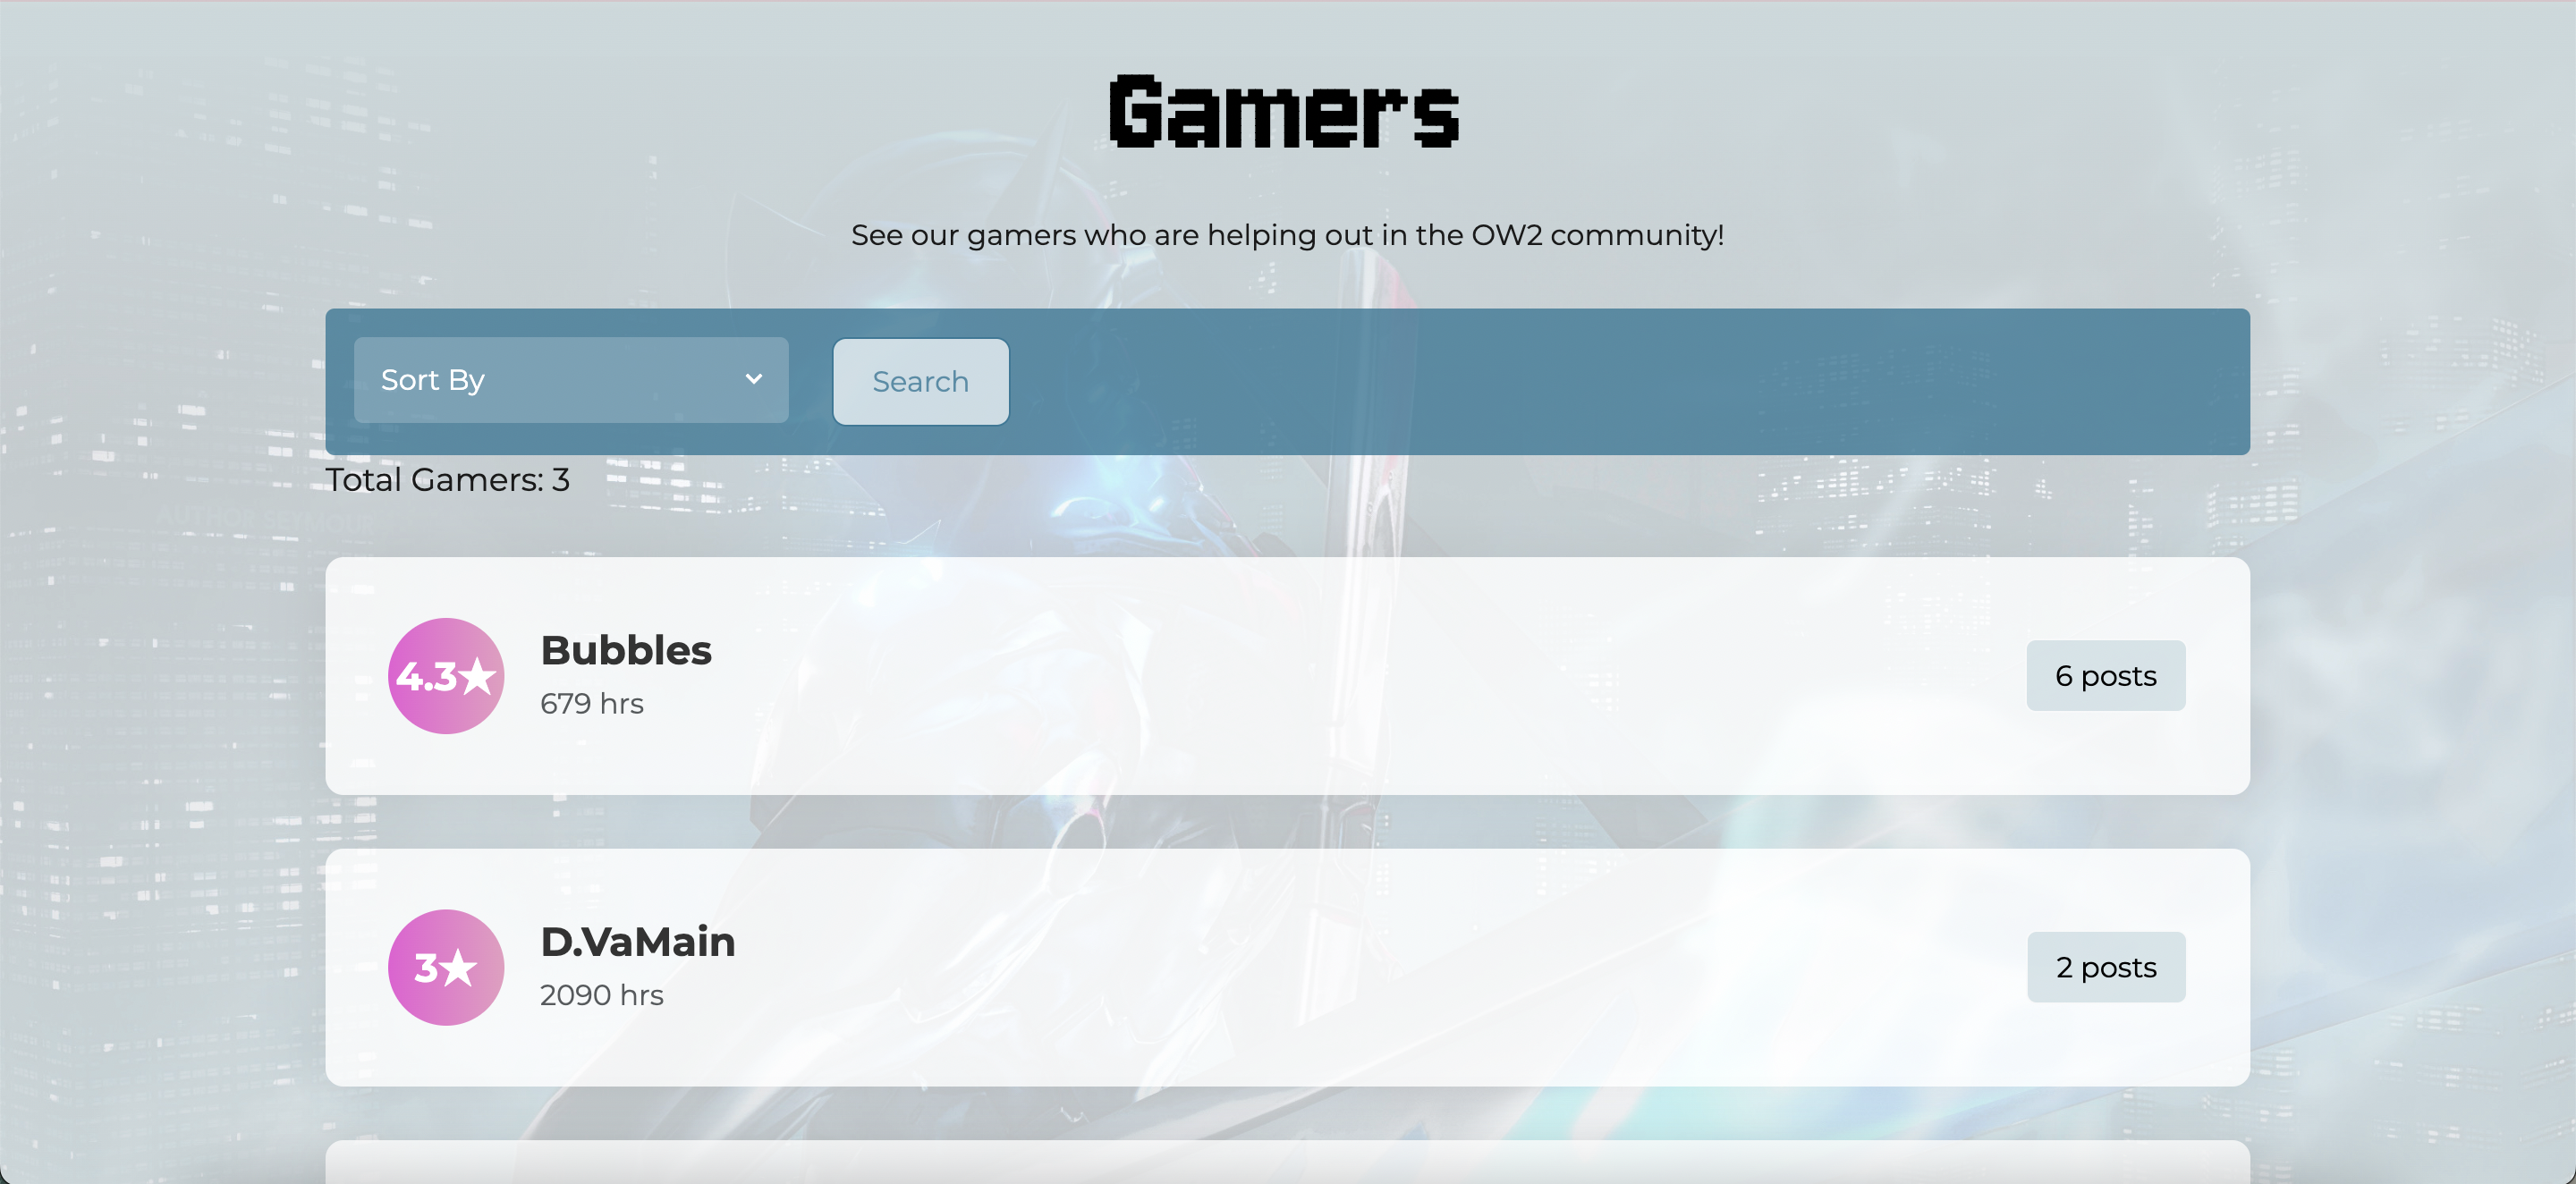 Gamers
See our gamers who are helping out in the OW2 community!
Sort By
Search
Total Gamers: 3
4.3★
Bubbles
679 hrs
6 posts
3★
D.VaMain
2090 hrs
2 posts